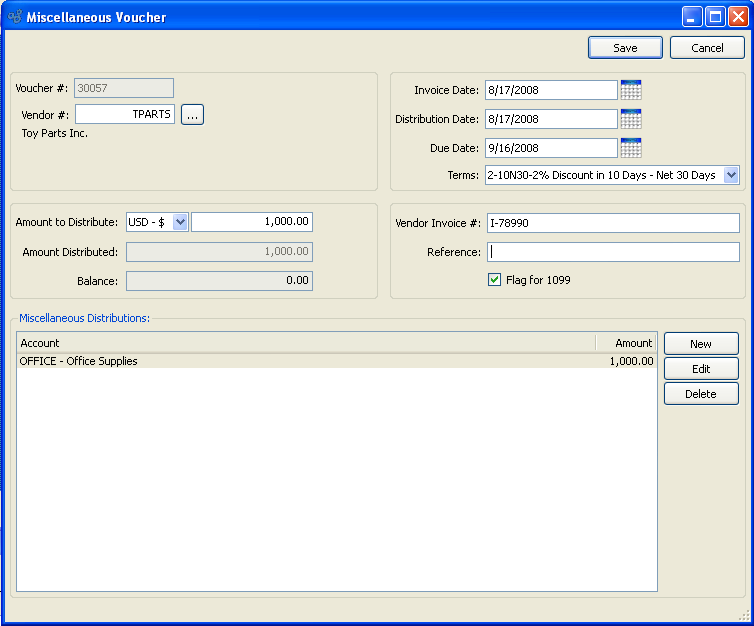 Miscellaneous Voucher
Save
Cancel
Voucher #: 30057
Vendor #: TPARTS ...
Toy Parts Inc.
Invoice Date: 8/17/2008
Distribution Date: 8/17/2008
Due Date: 9/16/2008
Terms: 2-10N30-2% Discount in 10 Days - Net 30 Days
Amount to Distribute: USD - $ 1,000.00
Amount Distributed: 1,000.00
Balance: 0.00
Vendor Invoice #: I-78990
Reference:
Flag for 1099
Miscellaneous Distributions:
Account Amount
OFFICE - Office Supplies 1,000.00
New
Edit
Delete